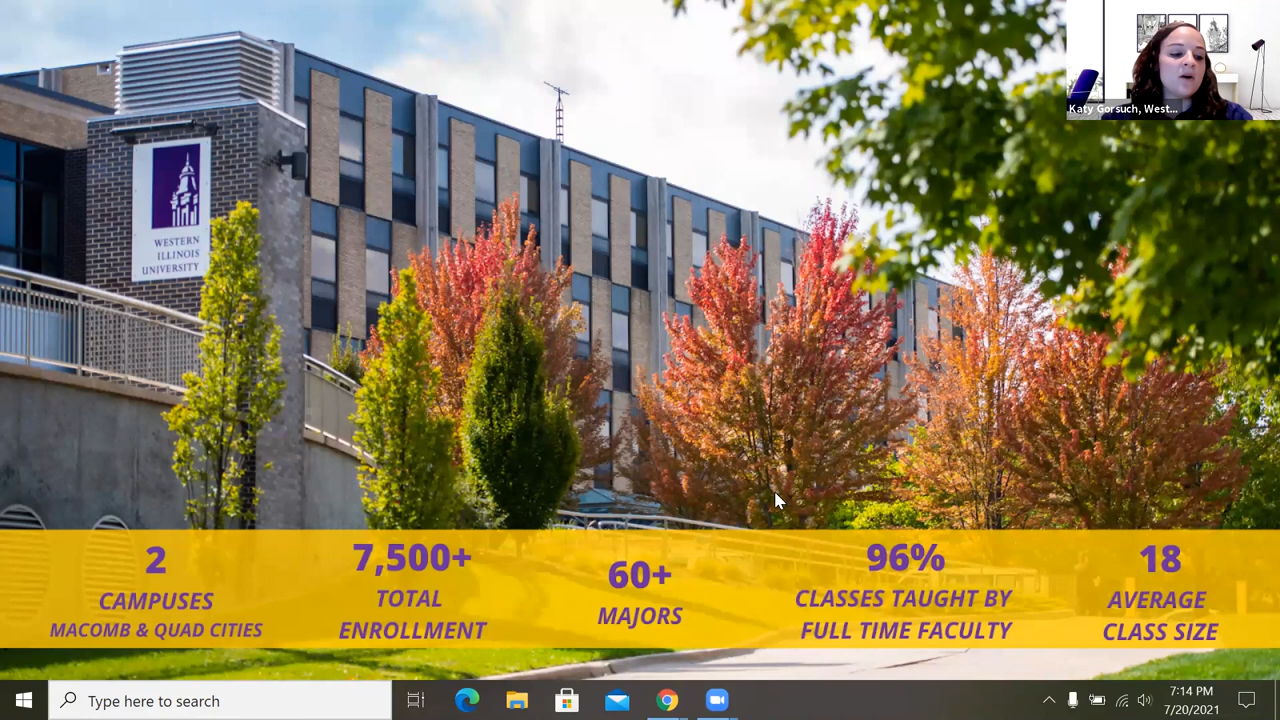 Katy Gorsuch, West...
WESTERN
ILLINOIS
UNIVERSITY
2
CAMPUSES
MACOMB & QUAD CITIES
7,500+
TOTAL
ENROLLMENT
60+
MAJORS
96%
CLASSES TAUGHT BY
FULL TIME FACULTY
18
AVERAGE
CLASS SIZE
Type here to search
7:14 PM
7/20/2021